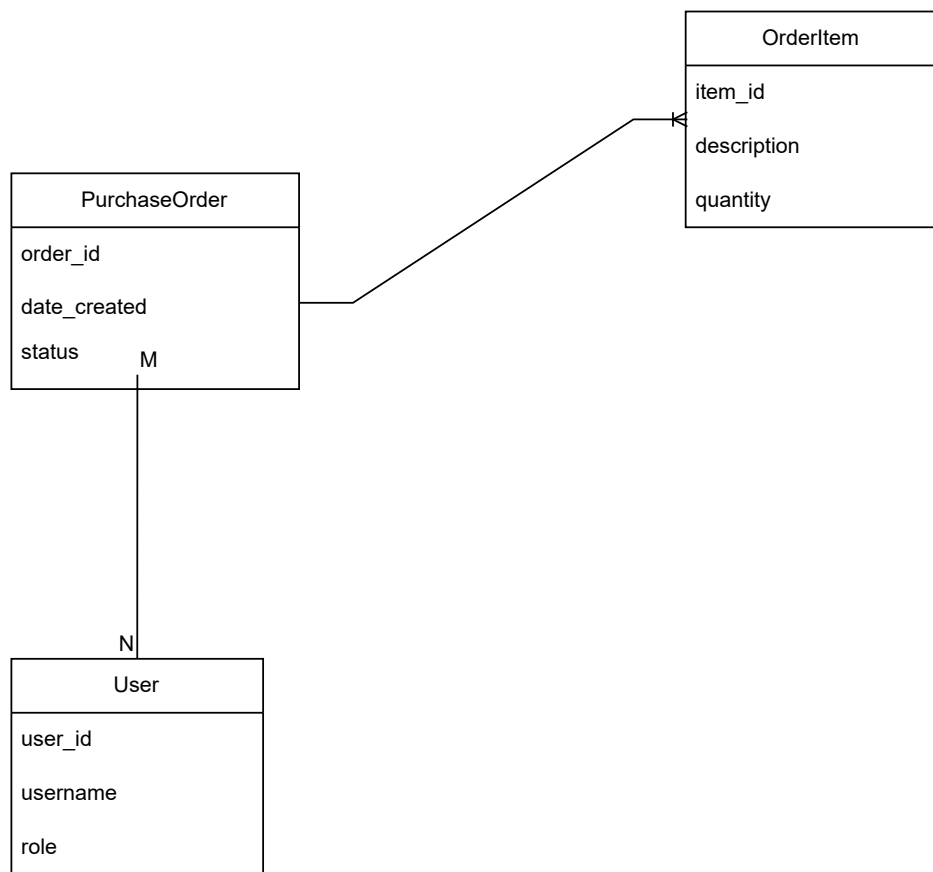 OrderItem
item_id
description
quantity
PurchaseOrder
order_id
date_created
status
M
N
User
user_id
username
role